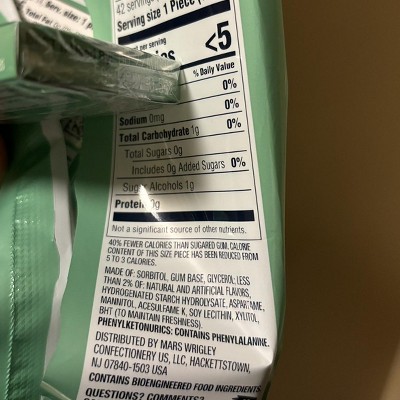 42 servings
Serving size 1 Piece
per serving
<5
% Daily Value
0%
0%
Sodium 0mg 0%
Total Carbohydrate 1g 0%
Total Sugars 0g
Includes 0g Added Sugars 0%
Sugar Alcohols 1g
Protein 0g
Not a significant source of other nutrients.
40% FEWER CALORIES THAN SUGARED GUM. CALORIE
CONTENT OF THIS SIZE PIECE HAS BEEN REDUCED FROM
5 TO 3 CALORIES.
MADE OF: SORBITOL, GUM BASE, GLYCEROL; LESS
THAN 2% OF: NATURAL AND ARTIFICIAL FLAVORS,
HYDROGENATED STARCH HYDROLYSATE, ASPARTAME,
MANNITOL, ACESULFAME K, SOY LECITHIN, XYLITOL,
BHT (TO MAINTAIN FRESHNESS).
PHENYLKETONURICS: CONTAINS PHENYLALANINE.
DISTRIBUTED BY MARS WRIGLEY
CONFECTIONERY US, LLC, HACKETTSTOWN,
NJ 07840-1503 USA
CONTAINS BIOENGINEERED FOOD INGREDIENTS
QUESTIONS? COMMENTS?